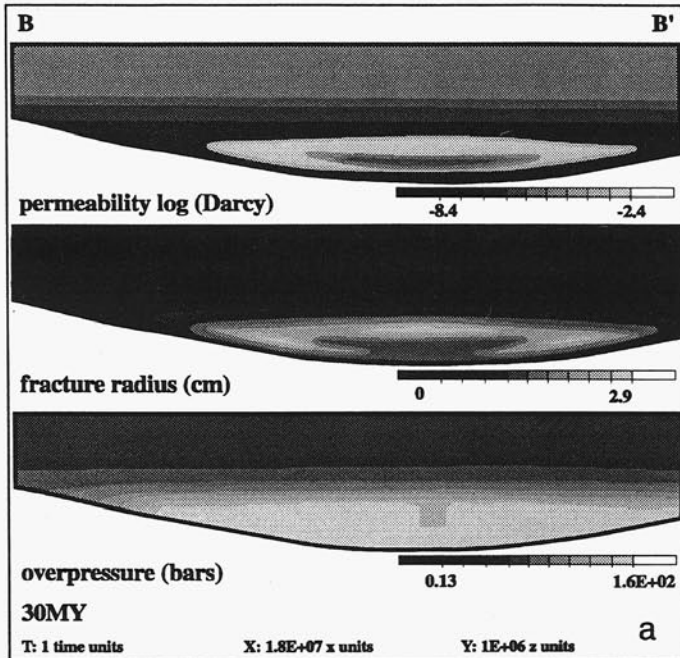 B B'
permeability log (Darcy)
-8.4 -2.4
fracture radius (cm)
0 2.9
overpressure (bars)
0.13 1.6E+02
30MY
a
T: 1 time units X: 1.8E+07 x units Y: 1E+06 z units